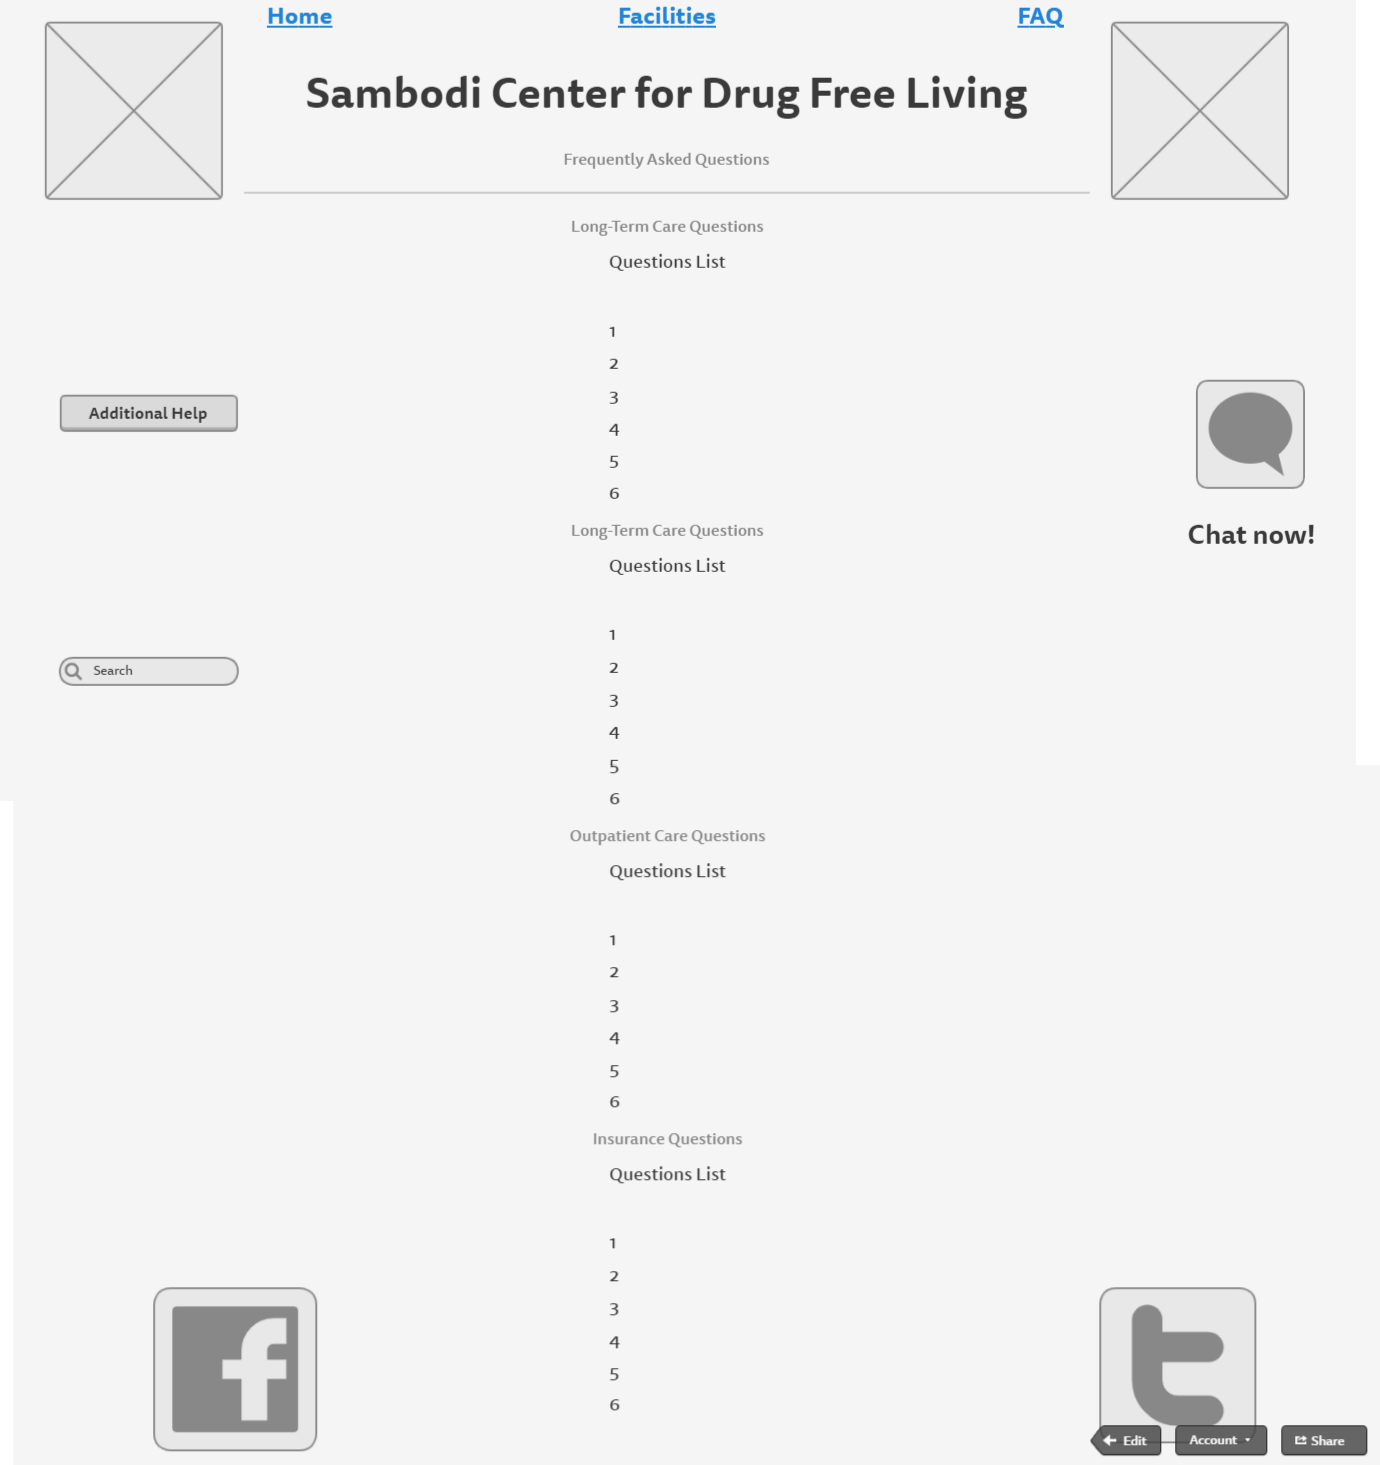 Home Facilities FAQ
Sambodi Center for Drug Free Living
Frequently Asked Questions
Long-Term Care Questions
Questions List
1
2
3
4
5
6
Additional Help
Chat now!
Long-Term Care Questions
Questions List
1
2
3
4
5
6
Search
Outpatient Care Questions
Questions List
1
2
3
4
5
6
Insurance Questions
Questions List
1
2
3
4
5
6
Edit Account Share